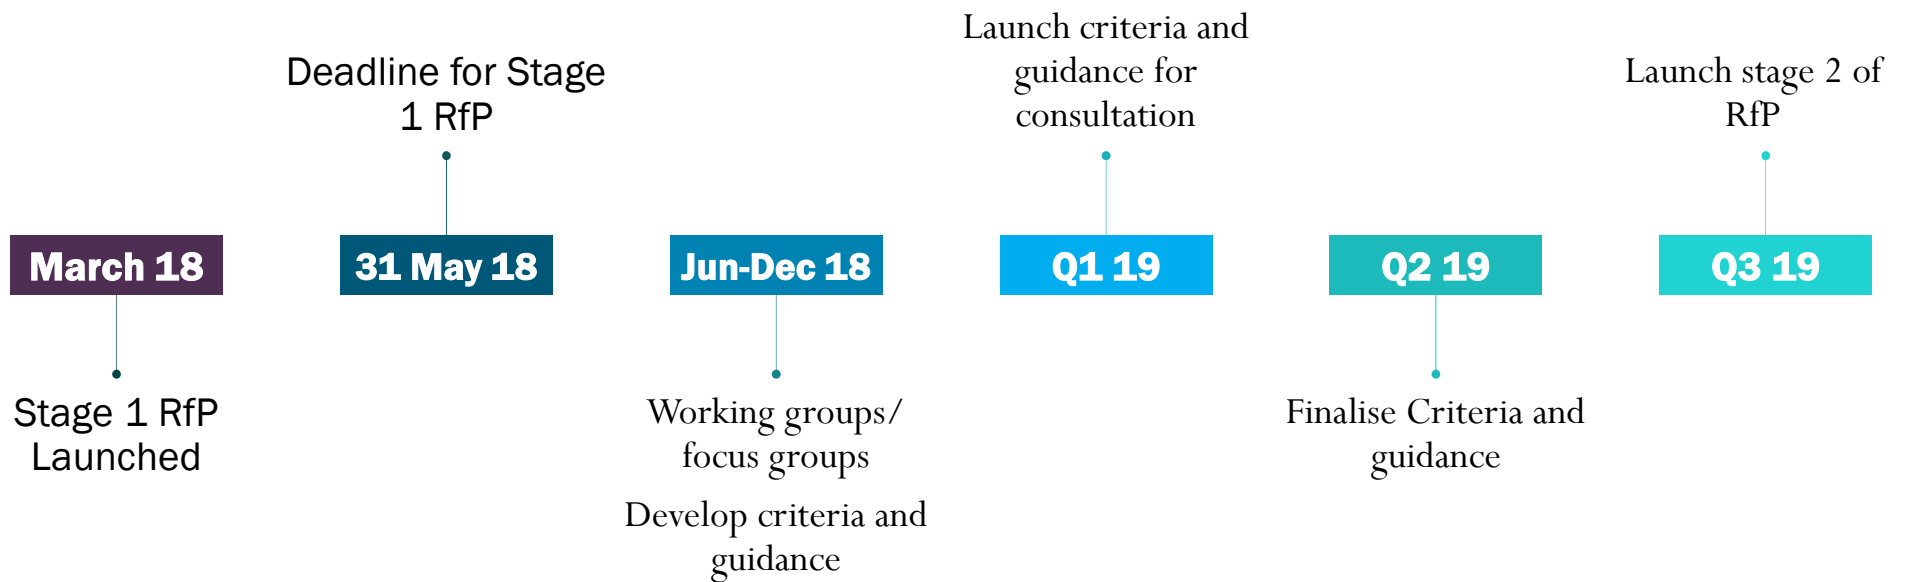 Launch criteria and
guidance for
consultation
Deadline for Stage
1 RfP
Launch stage 2 of
RfP
March 18
31 May 18
Jun-Dec 18
Q1 19
Q2 19
Q3 19
Stage 1 RfP
Launched
Working groups/
focus groups
Develop criteria and
guidance
Finalise Criteria and
guidance